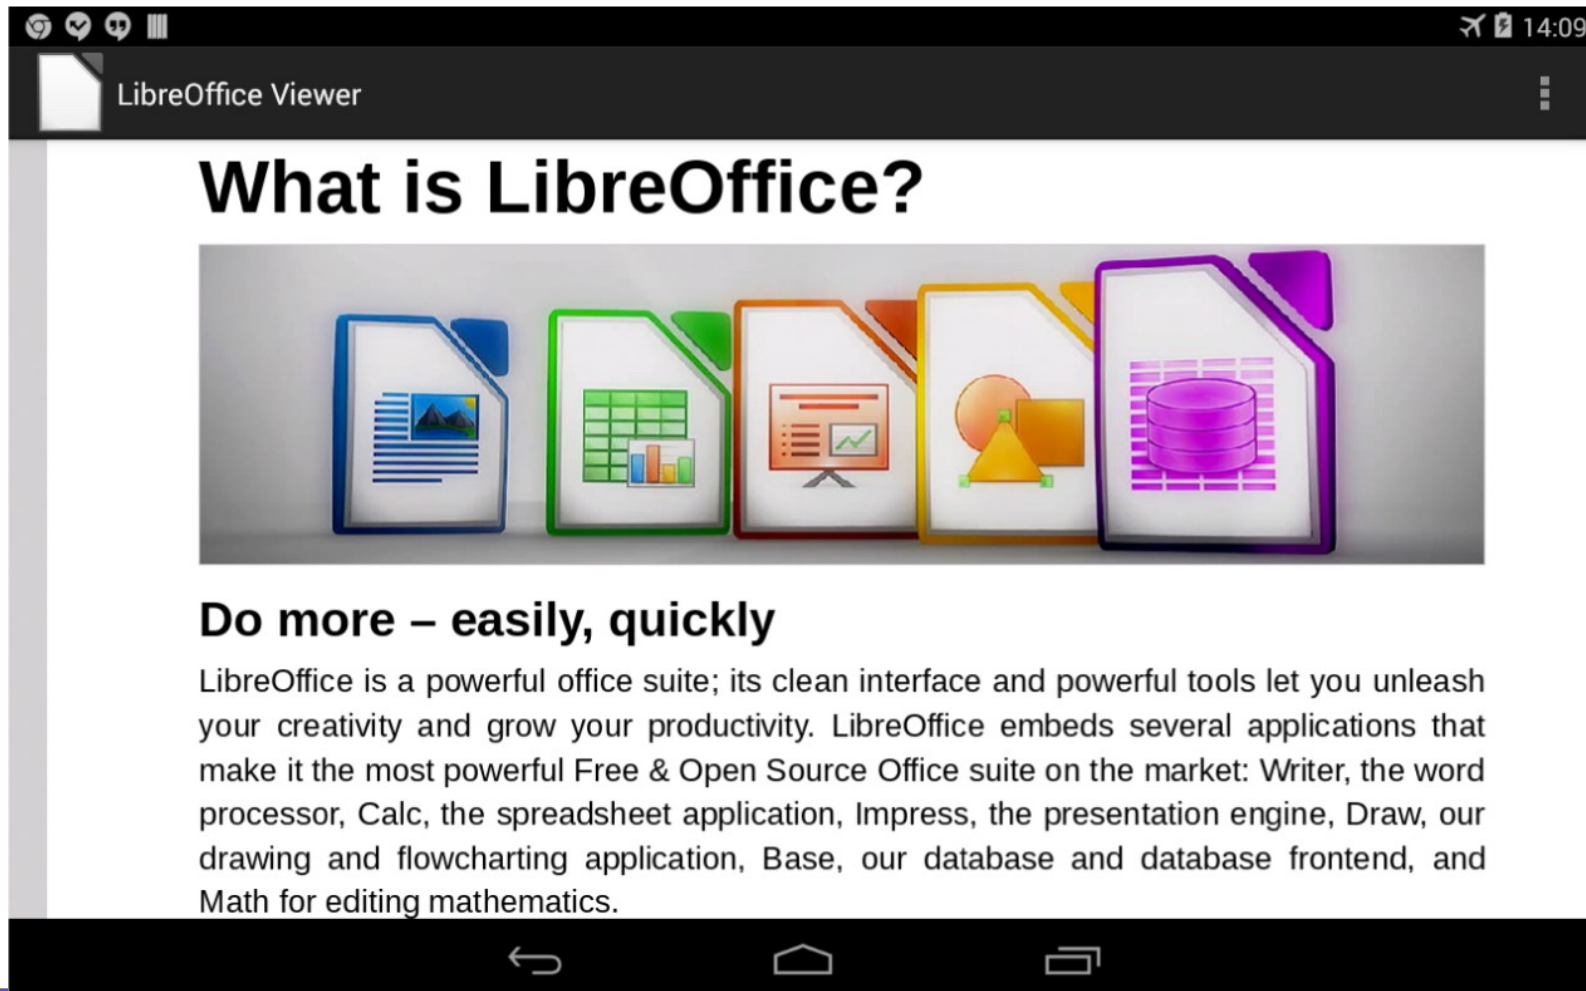 14:09
LibreOffice Viewer
What is LibreOffice?
Do more – easily, quickly
LibreOffice is a powerful office suite; its clean interface and powerful tools let you unleash
your creativity and grow your productivity. LibreOffice embeds several applications that
make it the most powerful Free & Open Source Office suite on the market: Writer, the word
processor, Calc, the spreadsheet application, Impress, the presentation engine, Draw, our
drawing and flowcharting application, Base, our database and database frontend, and
Math for editing mathematics.